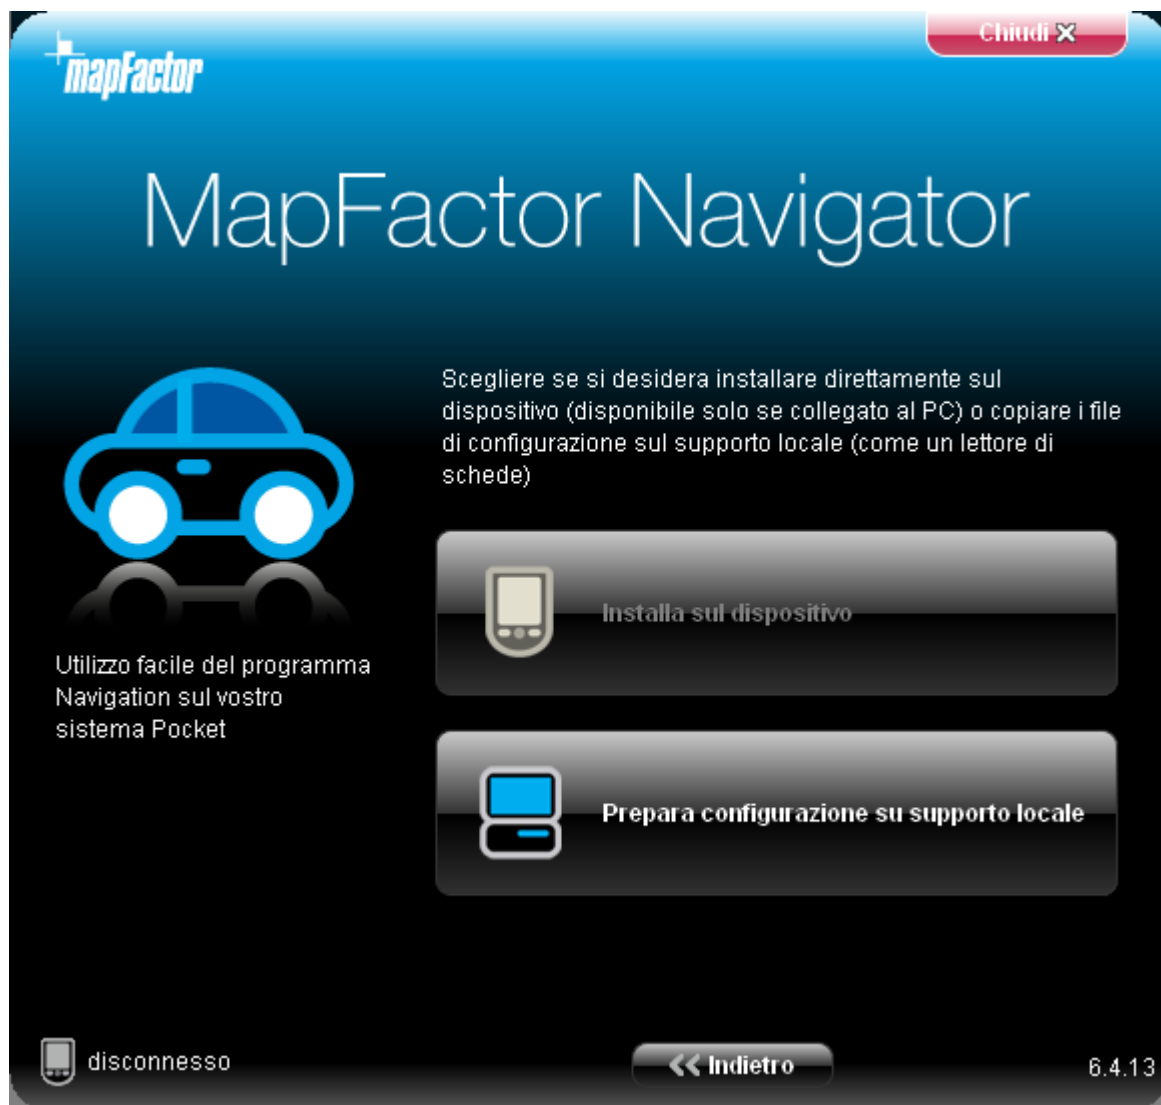 Chiudi
mapFactor
MapFactor Navigator
Scegliere se si desidera installare direttamente sul
dispositivo (disponibile solo se collegato al PC) o copiare i file
di configurazione sul supporto locale (come un lettore di
schede)
Installa sul dispositivo
Utilizzo facile del programma
Navigation sul vostro
sistema Pocket
Prepara configurazione su supporto locale
disconnesso
Indietro
6.4.13